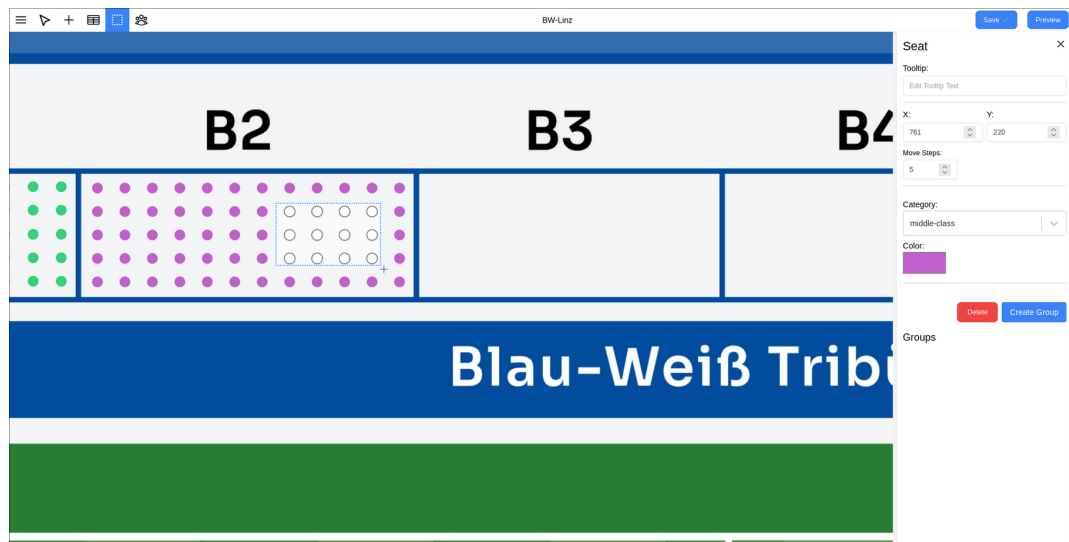 BW-Linz
Save
Preview
Seat
Tooltip:
Edit Tooltip Text
X:
Y:
761
220
Move Steps:
5
Category:
middle-class
Color:
Delete
Create Group
Groups
B2
B3
B4
Blau-Weiß